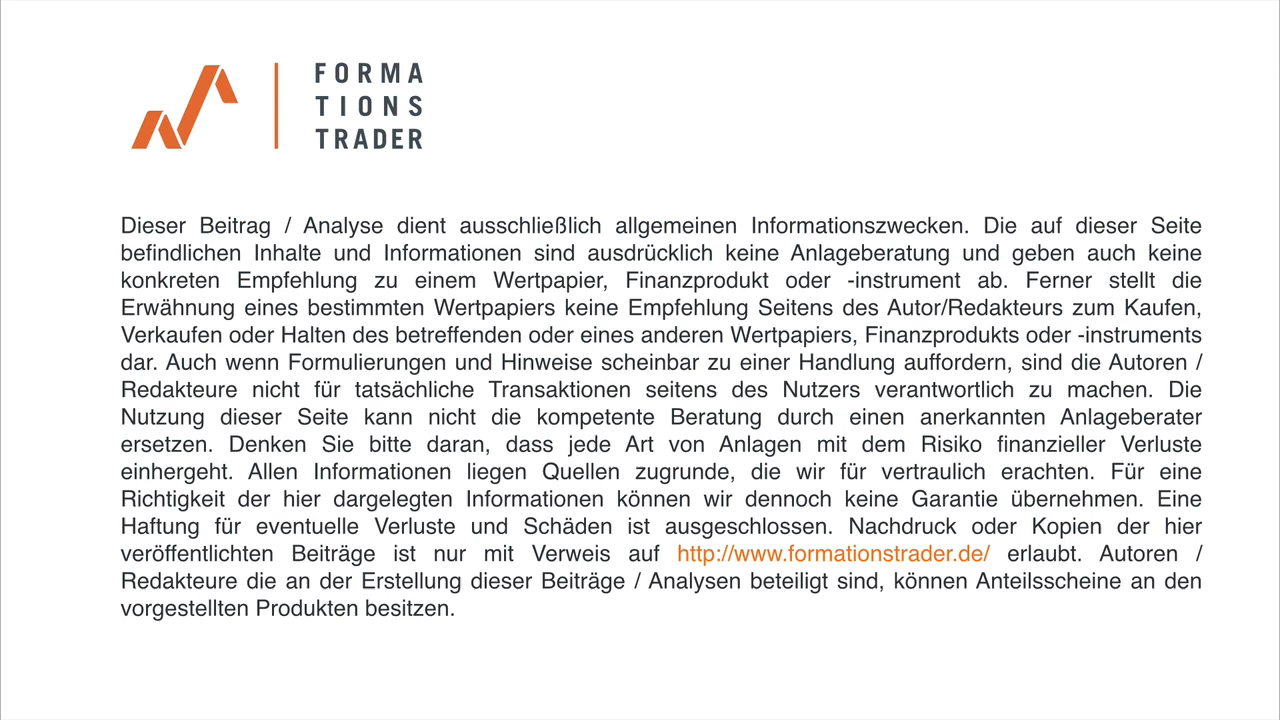 FORMA
TIONS
TRADER
Dieser Beitrag / Analyse dient ausschließlich allgemeinen Informationszwecken. Die auf dieser Seite
befindlichen Inhalte und Informationen sind ausdrücklich keine Anlageberatung und geben auch keine
konkreten Empfehlung zu einem Wertpapier, Finanzprodukt oder -instrument ab. Ferner stellt die
Erwähnung eines bestimmten Wertpapiers keine Empfehlung Seitens des Autor/Redakteurs zum Kaufen,
Verkaufen oder Halten des betreffenden oder eines anderen Wertpapiers, Finanzprodukts oder -instruments
dar. Auch wenn Formulierungen und Hinweise scheinbar zu einer Handlung auffordern, sind die Autoren /
Redakteure nicht für tatsächliche Transaktionen seitens des Nutzers verantwortlich zu machen. Die
Nutzung dieser Seite kann nicht die kompetente Beratung durch einen anerkannten Anlageberater
ersetzen. Denken Sie bitte daran, dass jede Art von Anlagen mit dem Risiko finanzieller Verluste
einhergeht. Allen Informationen liegen Quellen zugrunde, die wir für vertraulich erachten. Für eine
Richtigkeit der hier dargelegten Informationen können wir dennoch keine Garantie übernehmen. Eine
Haftung für eventuelle Verluste und Schäden ist ausgeschlossen. Nachdruck oder Kopien der hier
veröffentlichten Beiträge ist nur mit Verweis auf http://www.formationstrader.de/ erlaubt. Autoren /
Redakteure die an der Erstellung dieser Beiträge / Analysen beteiligt sind, können Anteilsscheine an den
vorgestellten Produkten besitzen.